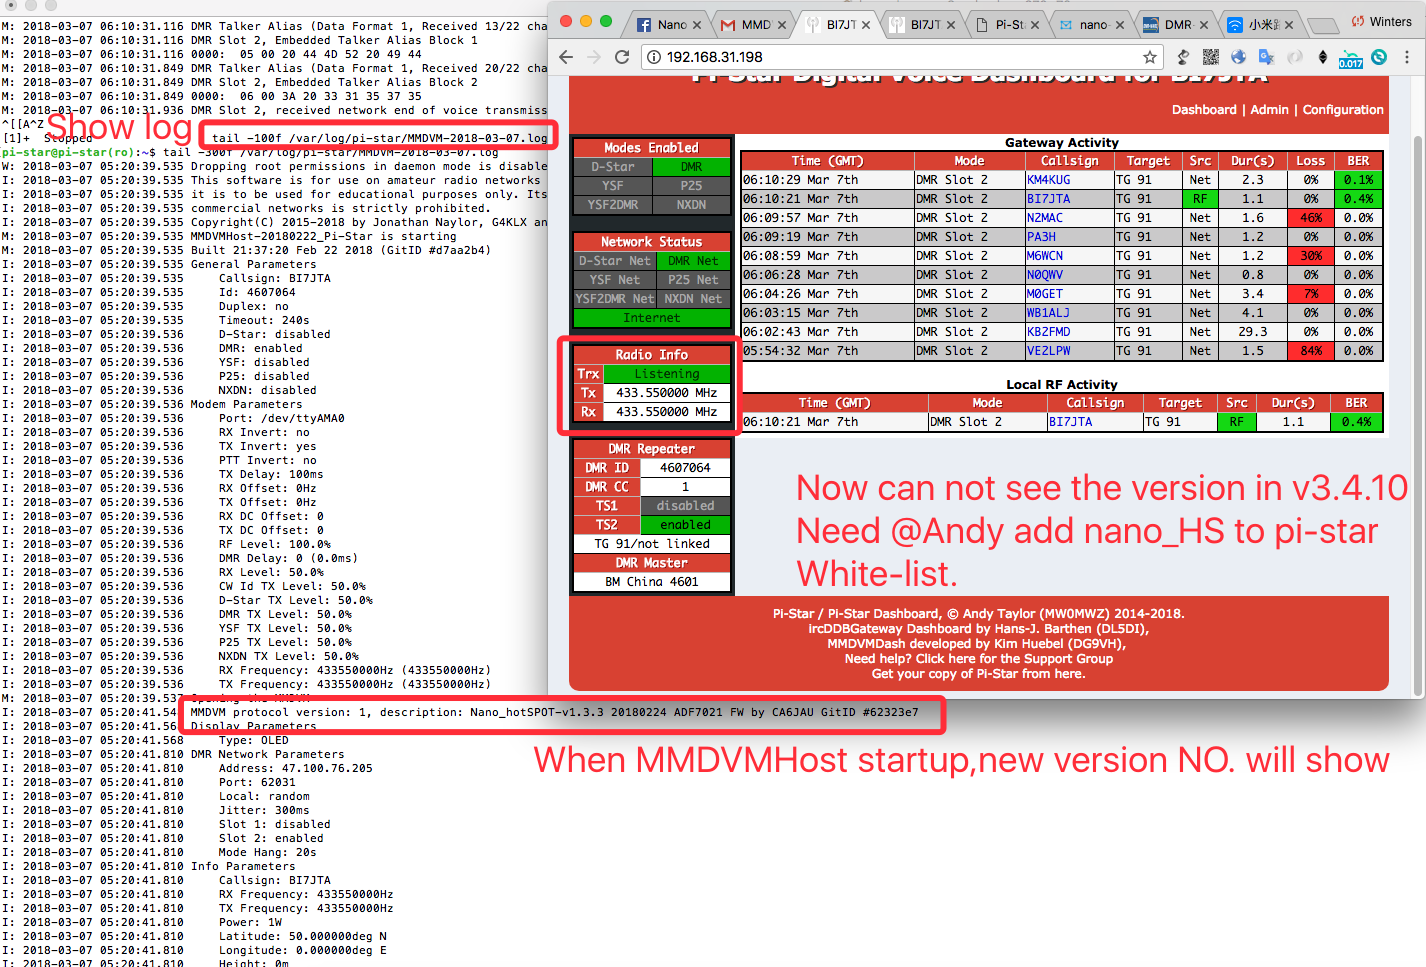 M: 2018-03-07 06:10:31.116 DMR Talker Alias (Data Format 1, Received 13/22 cha
M: 2018-03-07 06:10:31.116 DMR Slot 2, Embedded Talker Alias Block 1
M: 2018-03-07 06:10:31.116 0000:  05 00 20 44 4D 52 20 49 44
M: 2018-03-07 06:10:31.849 DMR Talker Alias (Data Format 1, Received 20/22 cha
M: 2018-03-07 06:10:31.849 DMR Slot 2, Embedded Talker Alias Block 2
M: 2018-03-07 06:10:31.849 0000:  06 00 3A 20 33 31 35 37 35
M: 2018-03-07 06:10:31.936 DMR Slot 2, received network end of voice transmiss
^[[A^Z
Show log
[1]+  Stopped                 tail -100f /var/log/pi-star/MMDVM-2018-03-07.log
[pi-star@pi-star(ro):~$ tail -300f /var/log/pi-star/MMDVM-2018-03-07.log
W: 2018-03-07 05:20:39.535 Dropping root permissions in daemon mode is disable
I: 2018-03-07 05:20:39.535 This software is for use on amateur radio networks
I: 2018-03-07 05:20:39.535 it is to be used for educational purposes only. Its
I: 2018-03-07 05:20:39.535 commercial networks is strictly prohibited.
I: 2018-03-07 05:20:39.535 Copyright(C) 2015-2018 by Jonathan Naylor, G4KLX an
M: 2018-03-07 05:20:39.535 MMDVMHost-20180222_Pi-Star is starting
M: 2018-03-07 05:20:39.535 Built 21:37:20 Feb 22 2018 (GitID #d7aa2b4)
I: 2018-03-07 05:20:39.535 General Parameters
I: 2018-03-07 05:20:39.535     Callsign: BI7JTA
I: 2018-03-07 05:20:39.535     Id: 4607064
I: 2018-03-07 05:20:39.535     Duplex: no
I: 2018-03-07 05:20:39.535     Timeout: 240s
I: 2018-03-07 05:20:39.536     D-Star: disabled
I: 2018-03-07 05:20:39.536     DMR: enabled
I: 2018-03-07 05:20:39.536     YSF: disabled
I: 2018-03-07 05:20:39.536     P25: disabled
I: 2018-03-07 05:20:39.536     NXDN: disabled
I: 2018-03-07 05:20:39.536 Modem Parameters
I: 2018-03-07 05:20:39.536     Port: /dev/ttyAMA0
I: 2018-03-07 05:20:39.536     RX Invert: no
I: 2018-03-07 05:20:39.536     TX Invert: yes
I: 2018-03-07 05:20:39.536     PTT Invert: no
I: 2018-03-07 05:20:39.536     TX Delay: 100ms
I: 2018-03-07 05:20:39.536     RX Offset: 0Hz
I: 2018-03-07 05:20:39.536     TX Offset: 0Hz
I: 2018-03-07 05:20:39.536     RX DC Offset: 0
I: 2018-03-07 05:20:39.536     TX DC Offset: 0
I: 2018-03-07 05:20:39.536     RF Level: 100.0%
I: 2018-03-07 05:20:39.536     DMR Delay: 0 (0.0ms)
I: 2018-03-07 05:20:39.536     RX Level: 50.0%
I: 2018-03-07 05:20:39.536     CW Id TX Level: 50.0%
I: 2018-03-07 05:20:39.536     D-Star TX Level: 50.0%
I: 2018-03-07 05:20:39.536     DMR TX Level: 50.0%
I: 2018-03-07 05:20:39.536     YSF TX Level: 50.0%
I: 2018-03-07 05:20:39.536     P25 TX Level: 50.0%
I: 2018-03-07 05:20:39.536     NXDN TX Level: 50.0%
I: 2018-03-07 05:20:39.536     RX Frequency: 433550000Hz (433550000Hz)
I: 2018-03-07 05:20:39.536     TX Frequency: 433550000Hz (433550000Hz)
M: 2018-03-07 05:20:39.537 Opening the MMDVM
I: 2018-03-07 05:20:41.54 MMDVM protocol version: 1, description: Nano_hotSPOT-v1.3.3 20180224 ADF7021 FW by CA6JAU GitID #62323e7
I: 2018-03-07 05:20:41.568 Display Parameters
I: 2018-03-07 05:20:41.568     Type: OLED
I: 2018-03-07 05:20:41.810 DMR Network Parameters
I: 2018-03-07 05:20:41.810     Address: 47.100.76.205
I: 2018-03-07 05:20:41.810     Port: 62031
I: 2018-03-07 05:20:41.810     Local: random
I: 2018-03-07 05:20:41.810     Jitter: 300ms
I: 2018-03-07 05:20:41.810     Slot 1: disabled
I: 2018-03-07 05:20:41.810     Slot 2: enabled
I: 2018-03-07 05:20:41.810     Mode Hang: 20s
I: 2018-03-07 05:20:41.810 Info Parameters
I: 2018-03-07 05:20:41.810     Callsign: BI7JTA
I: 2018-03-07 05:20:41.810     RX Frequency: 433550000Hz
I: 2018-03-07 05:20:41.810     TX Frequency: 433550000Hz
I: 2018-03-07 05:20:41.810     Power: 1W
I: 2018-03-07 05:20:41.810     Latitude: 50.000000deg N
I: 2018-03-07 05:20:41.810     Longitude: 0.000000deg E
I: 2018-03-07 05:20:41.810     Height: 0m
Nano MMD BI7JT BI7JT Pi-Sta nano- DMR- 小米路 Winters
192.168.31.198 0.017
Pi-Star Digital Voice Dashboard for BI7JTA
Dashboard | Admin | Configuration
Modes Enabled
D-Star DMR
YSF P25
YSF2DMR NXDN
Network Status
D-Star Net DMR Net
YSF Net P25 Net
YSF2DMR Net NXDN Net
Internet
Radio Info
Trx Listening
Tx 433.550000 MHz
Rx 433.550000 MHz
DMR Repeater
DMR ID 4607064
DMR CC 1
TS1 disabled
TS2 enabled
TG 91/not linked
DMR Master
BM China 4601
Gateway Activity
Time (GMT) Mode Callsign Target Src Dur(s) Loss BER
06:10:29 Mar 7th DMR Slot 2 KM4KUG TG 91 Net 2.3 0% 0.1%
06:10:21 Mar 7th DMR Slot 2 BI7JTA TG 91 RF 1.1 0% 0.4%
06:09:57 Mar 7th DMR Slot 2 N2MAC TG 91 Net 1.6 46% 0.0%
06:09:19 Mar 7th DMR Slot 2 PA3H TG 91 Net 1.2 0% 0.0%
06:08:59 Mar 7th DMR Slot 2 M6WCN TG 91 Net 1.2 30% 0.0%
06:06:28 Mar 7th DMR Slot 2 N0QWV TG 91 Net 0.8 0% 0.0%
06:04:26 Mar 7th DMR Slot 2 M0GET TG 91 Net 3.4 7% 0.0%
06:03:15 Mar 7th DMR Slot 2 WB1ALJ TG 91 Net 4.1 0% 0.0%
06:02:43 Mar 7th DMR Slot 2 KB2FMD TG 91 Net 29.3 0% 0.0%
05:54:32 Mar 7th DMR Slot 2 VE2LPW TG 91 Net 1.5 84% 0.0%
Local RF Activity
Time (GMT) Mode Callsign Target Src Dur(s) BER
06:10:21 Mar 7th DMR Slot 2 BI7JTA TG 91 RF 1.1 0.4%
Now can not see the version in v3.4.10
Need @Andy add nano_HS to pi-star
White-list.
Pi-Star / Pi-Star Dashboard, © Andy Taylor (MW0MWZ) 2014-2018.
ircDDBGateway Dashboard by Hans-J. Barthen (DL5DI),
MMDVMDash developed by Kim Huebel (DG9VH),
Need help? Click here for the Support Group
Get your copy of Pi-Star from here.
When MMDVMHost startup,new version NO. will show